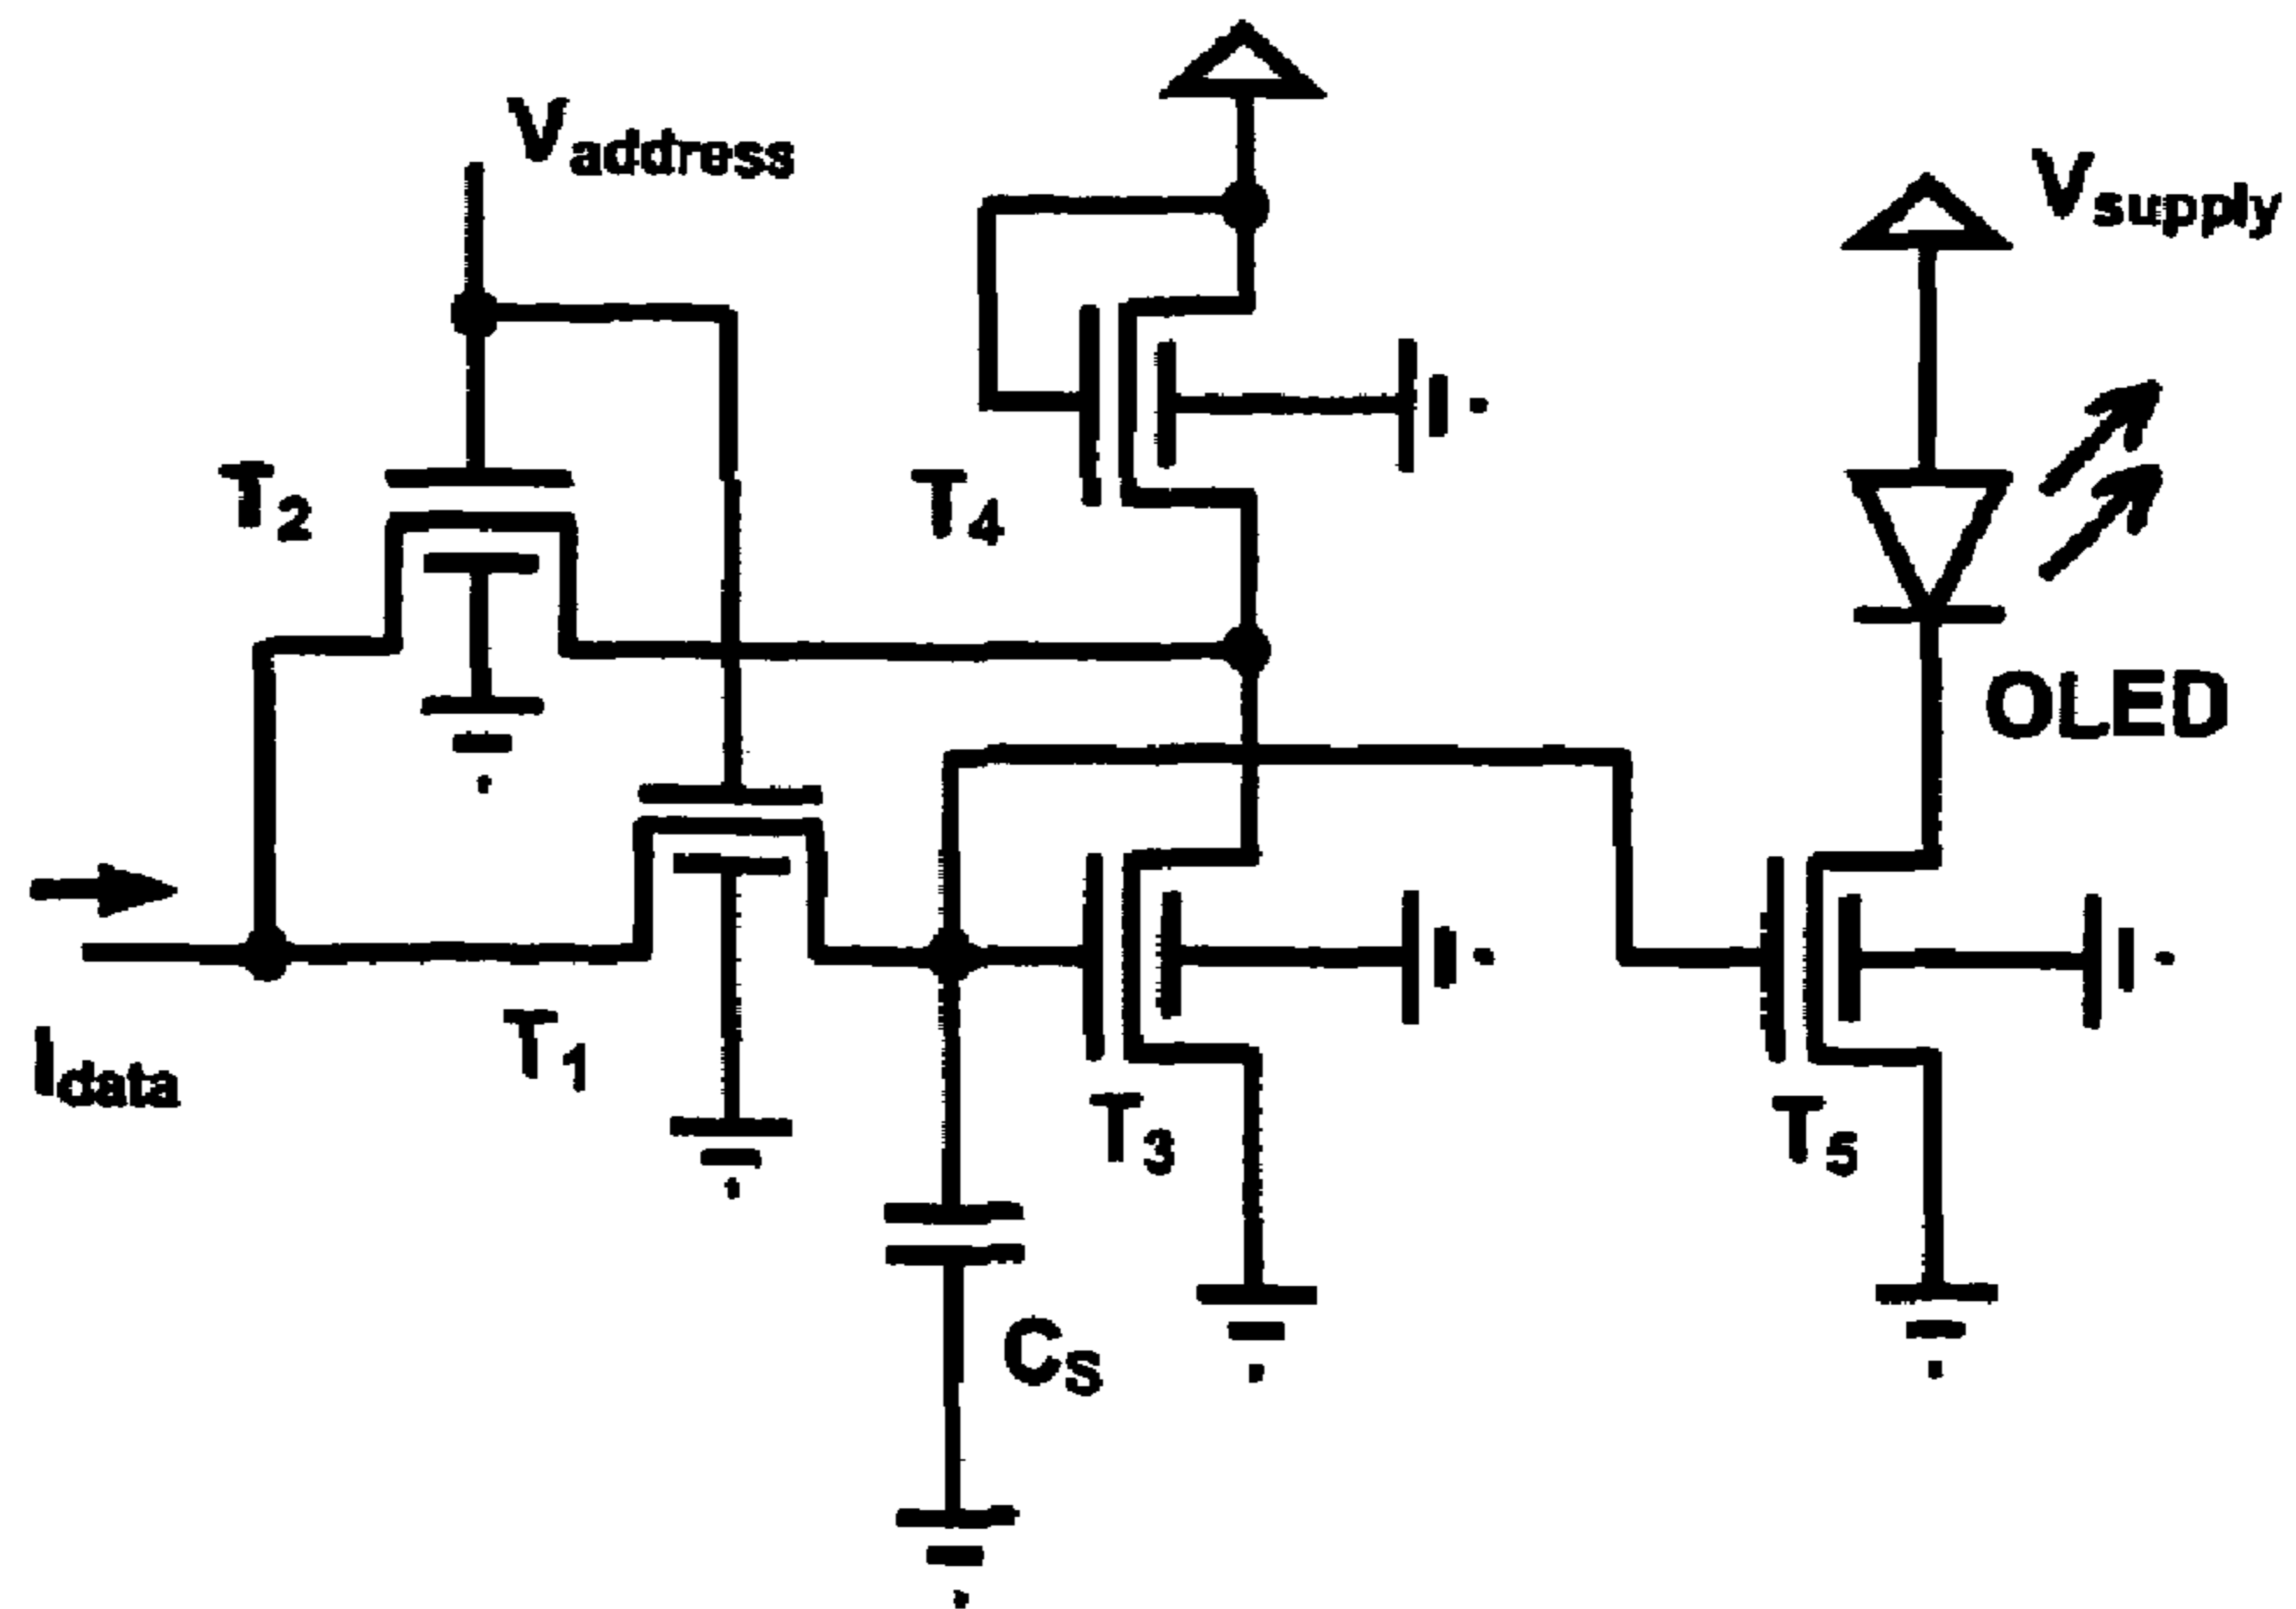 Vaddress
Vsupply
T2
T4
OLED
Idata
T1
T3
T5
CS